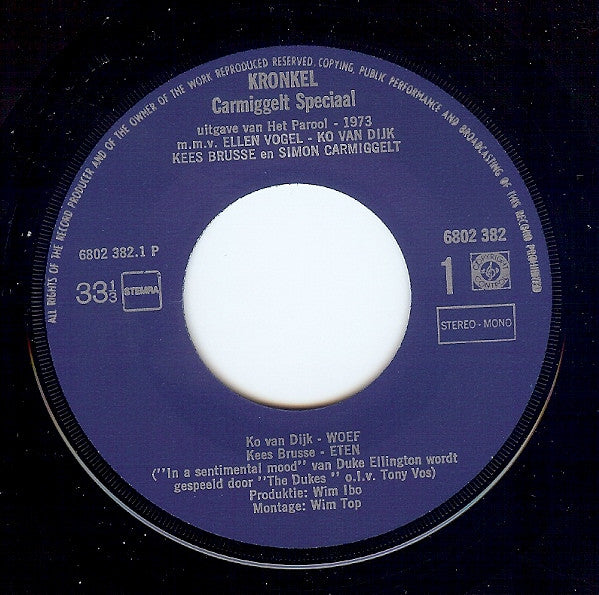 ALL RIGHTS OF THE RECORD PRODUCER AND OF THE OWNER OF THE WORK REPRODUCED RESERVED. COPYING, PUBLIC PERFORMANCE AND BROADCASTING OF THIS RECORD PROHIBITED
KRONKEL
Carmiggelt Speciaal
uitgave van Het Parool - 1973
m.m.v. ELLEN VOGEL - KO VAN DIJK
KEES BRUSSE en SIMON CARMIGGELT
6802 382.1 P
6802 382
33⅓
STEMRA
1
STEREO - MONO
Ko van Dijk - WOEF
Kees Brusse - ETEN
(''In a sentimental mood'' van Duke Ellington wordt
gespeeld door ''The Dukes '' o.l.v. Tony Vos)
Produktie: Wim Ibo
Montage: Wim Top